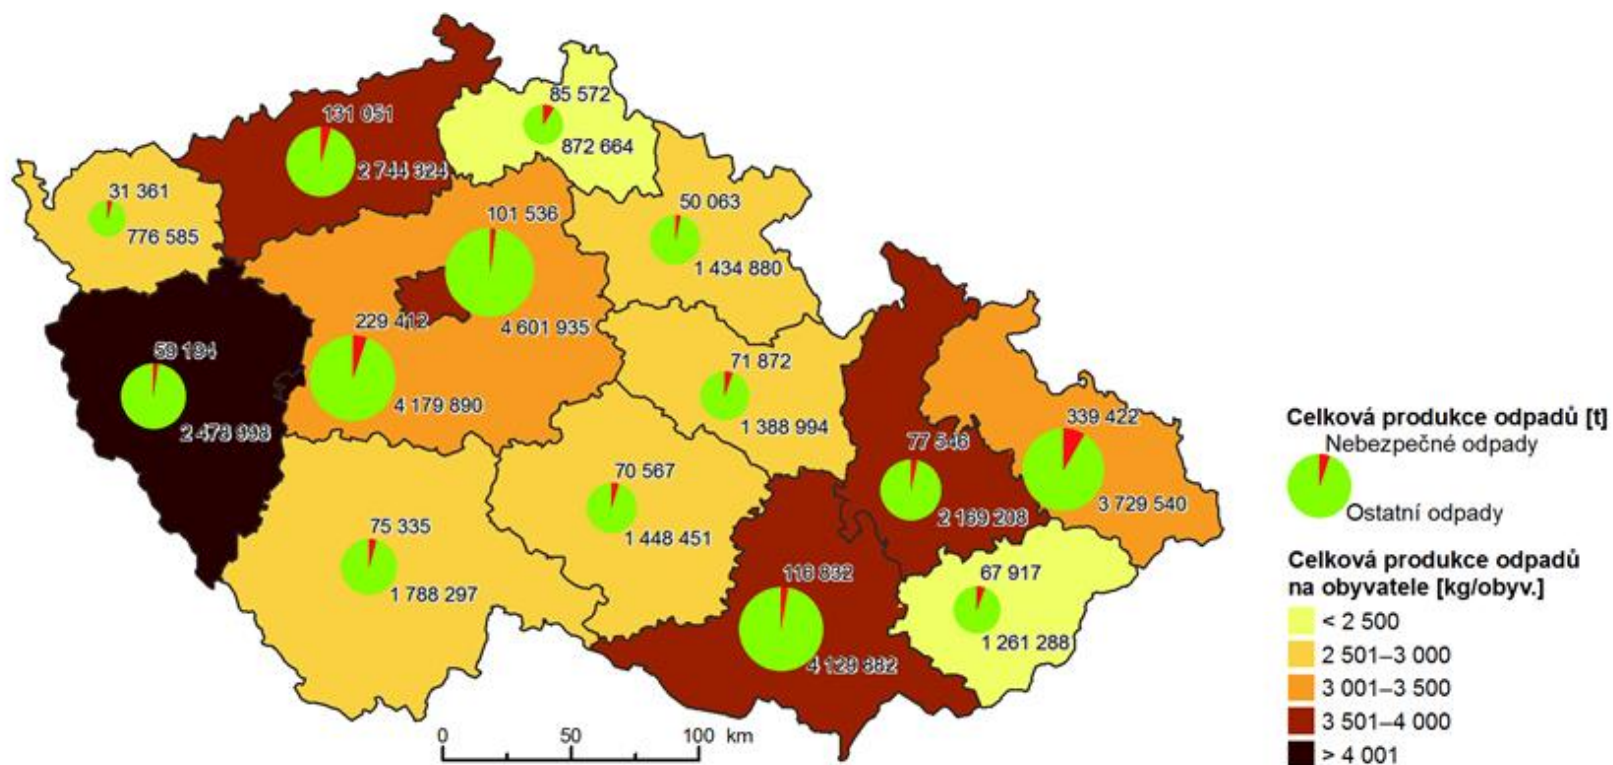 85 572
872 664
131 051
2 744 324
31 361
776 585
50 063
1 434 880
101 536
4 601 935
229 412
4 179 890
59 194
2 478 998
71 872
1 388 994
339 422
3 729 540
77 546
2 169 208
70 567
1 448 451
75 335
1 788 297
116 832
4 129 882
67 917
1 261 288
0 50 100 km
Celková produkce odpadů [t]
Nebezpečné odpady
Ostatní odpady
Celková produkce odpadů
na obyvatele [kg/obyv.]
< 2 500
2 501–3 000
3 001–3 500
3 501–4 000
> 4 001